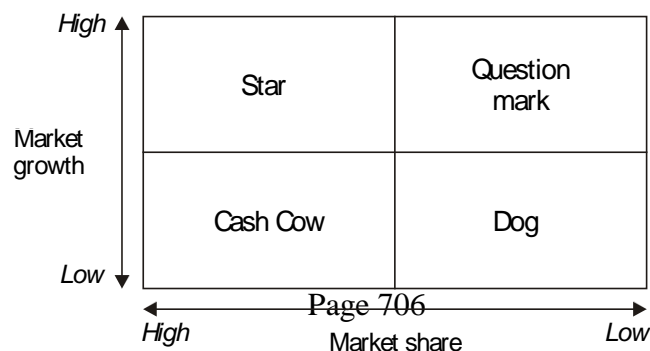 High
Star
Question
mark
Market
growth
Cash Cow
Dog
Low
Page 706
High
Market share
Low